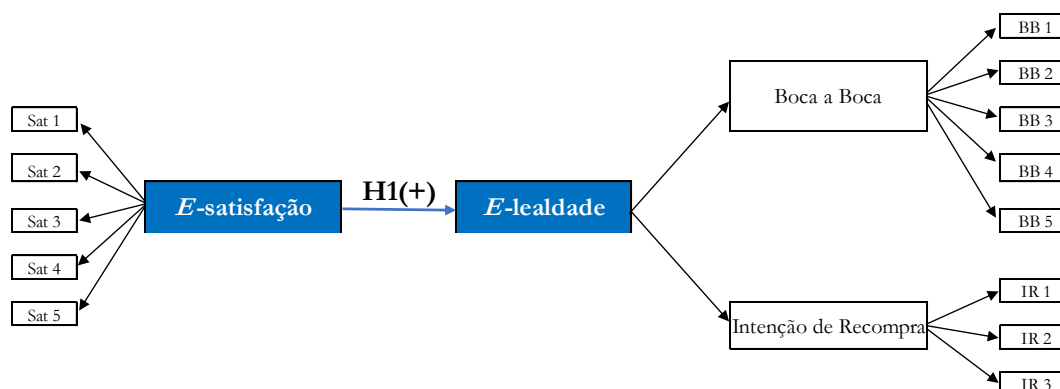 Sat 1
Sat 2
Sat 3
Sat 4
Sat 5
E-satisfação
H1(+)
E-lealdade
Boca a Boca
Intenção de Recompra
BB 1
BB 2
BB 3
BB 4
BB 5
IR 1
IR 2
IR 3